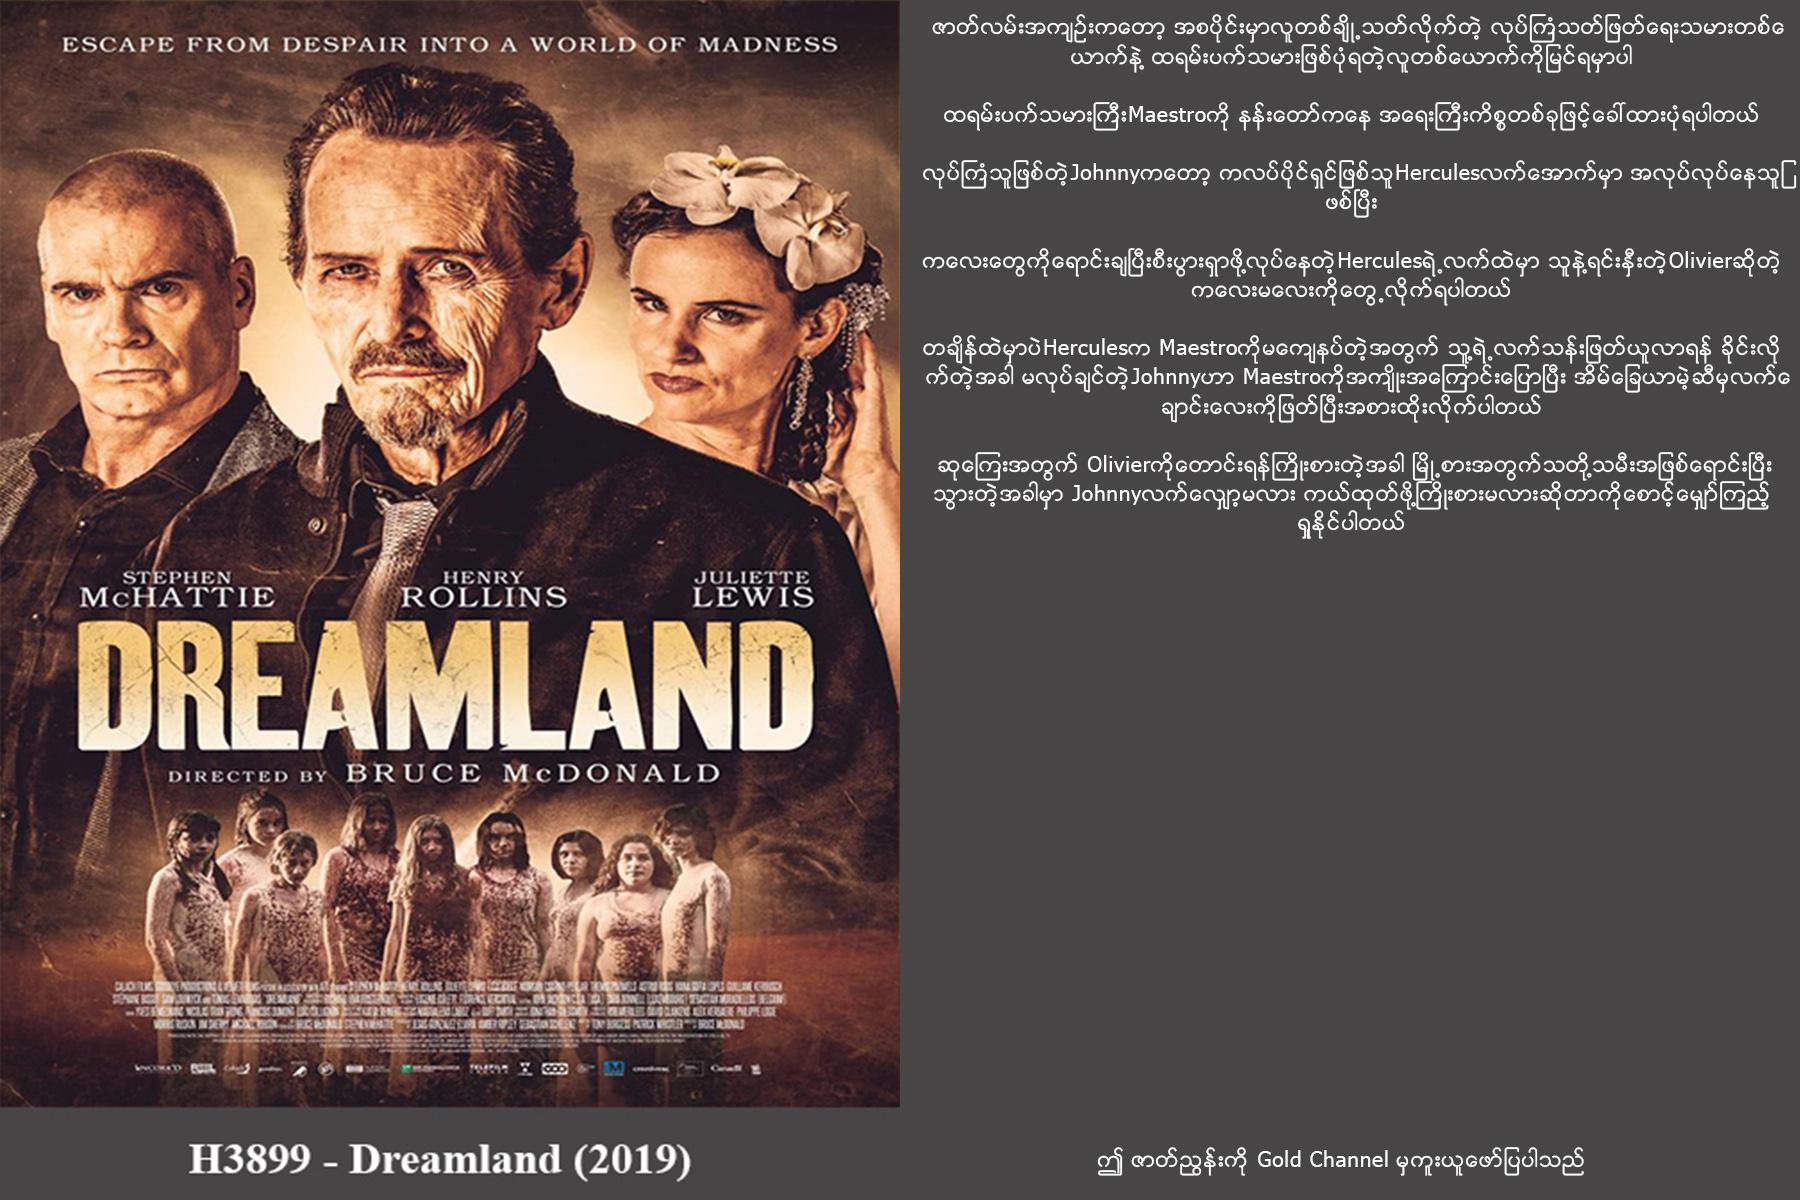 ESCAPE FROM DESPAIR INTO A WORLD OF MADNESS
STEPHEN McHATTIE
HENRY ROLLINS
JULIETTE LEWIS
DREAMLAND
DIRECTED BY BRUCE McDONALD
TELEFILM
Canada
H3899 - Dreamland (2019)
ဇာတ်လမ်းအကျဉ်းကတော့ အစပိုင်းမှာလူတစ်ချို့သတ်လိုက်တဲ့ လုပ်ကြံသတ်ဖြတ်ရေးသမားတစ်ေ
ယာက်နဲ့ ထရမ်းပက်သမားဖြစ်ပုံရတဲ့လူတစ်ယောက်ကိုမြင်ရမှာပါ
ထရမ်းပက်သမားကြီးMaestroကို နန်းတော်ကနေ အရေးကြီးကိစ္စတစ်ခုဖြင့်ခေါ်ထားပုံရပါတယ်
လုပ်ကြံသူဖြစ်တဲ့Johnnyကတော့ ကလပ်ပိုင်ရှင်ဖြစ်သူHerculesလက်အောက်မှာ အလုပ်လုပ်နေသူြ
ဖစ်ပြီး
ကလေးတွေကိုရောင်းချပြီးစီးပွားရှာဖို့လုပ်နေတဲ့Herculesရဲ့လက်ထဲမှာ သူနဲ့ရင်းနှီးတဲ့Olivierဆိုတဲ့
ကလေးမလေးကိုတွေ့လိုက်ရပါတယ်
တချိန်ထဲမှာပဲHerculesက Maestroကိုမကျေနပ်တဲ့အတွက် သူ့ရဲ့လက်သန်းဖြတ်ယူလာရန် ခိုင်းလို
က်တဲ့အခါ မလုပ်ချင်တဲ့Johnnyဟာ Maestroကိုအကျိုးအကြောင်းပြောပြီး အိမ်ခြေယာမဲ့ဆီမှလက်ေ
ချာင်းလေးကိုဖြတ်ပြီးအစားထိုးလိုက်ပါတယ်
ဆုကြေးအတွက် Olivierကိုတောင်းရန်ကြိုးစားတဲ့အခါ မြို့စားအတွက်သတို့သမီးအဖြစ်ရောင်းပြီး
သွားတဲ့အခါမှာ Johnnyလက်လျှော့မလား ကယ်ထုတ်ဖို့ကြိုးစားမလားဆိုတာကိုစောင့်မျှော်ကြည့်
ရှုနိုင်ပါတယ်
ဤ ဇာတ်ညွှန်းကို Gold Channel မှကူးယူဖော်ပြပါသည်